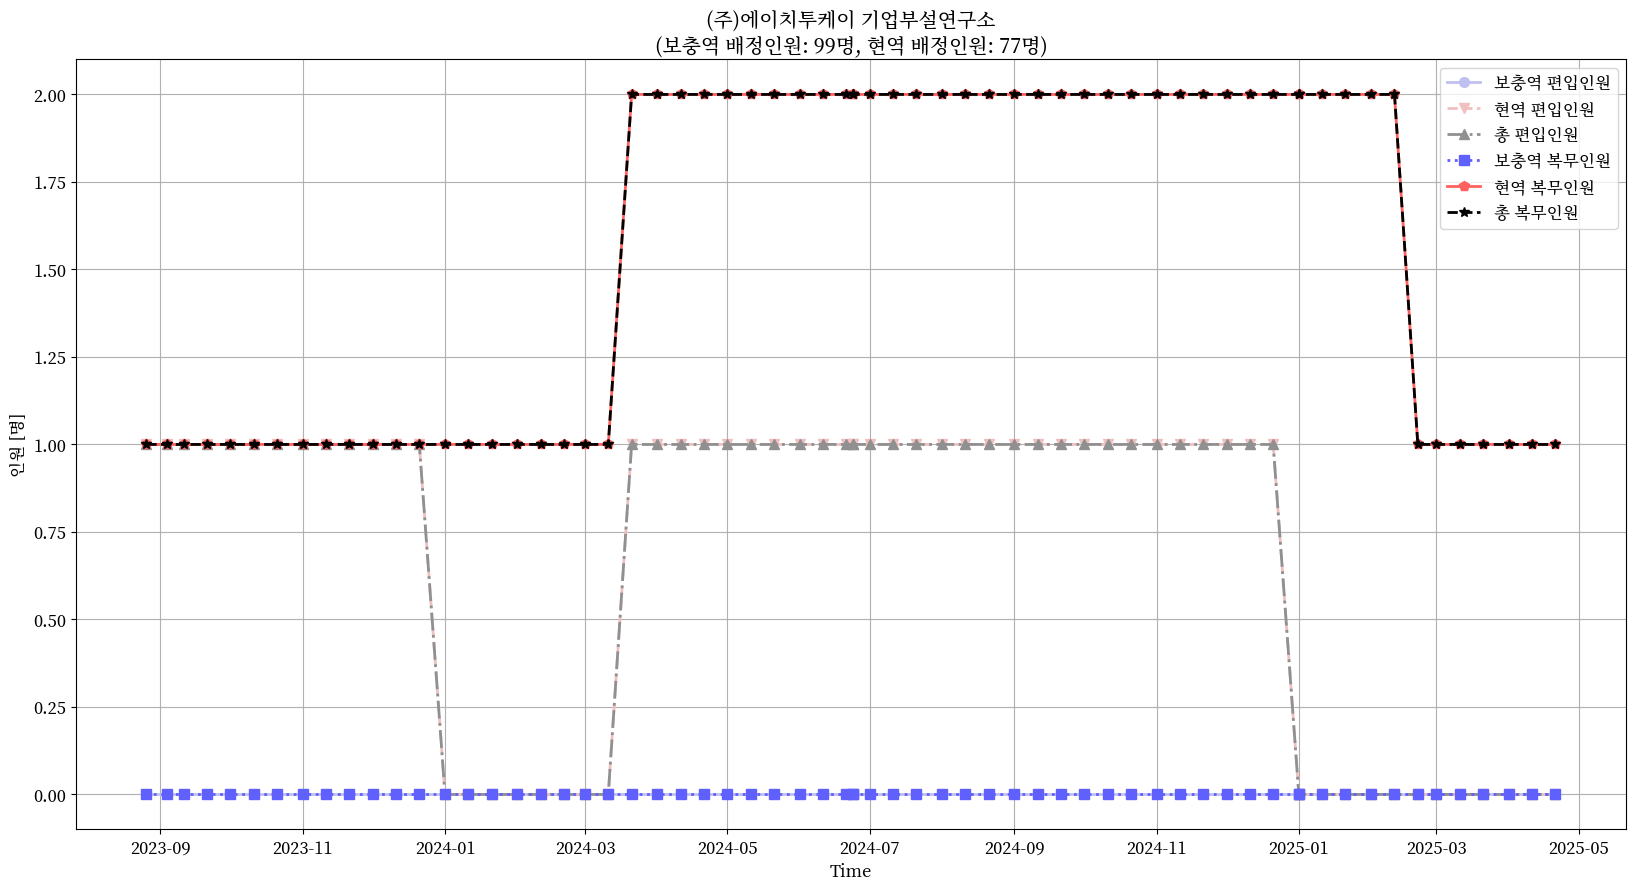 (주)에이치투케이 기업부설연구소
(보충역 배정인원: 99명, 현역 배정인원: 77명)
보충역 편입인원
현역 편입인원
총 편입인원
보충역 복무인원
현역 복무인원
총 복무인원
인원 [명]
2.00
1.75
1.50
1.25
1.00
0.75
0.50
0.25
0.00
2023-09 2023-11 2024-01 2024-03 2024-05 2024-07 2024-09 2024-11 2025-01 2025-03 2025-05
Time